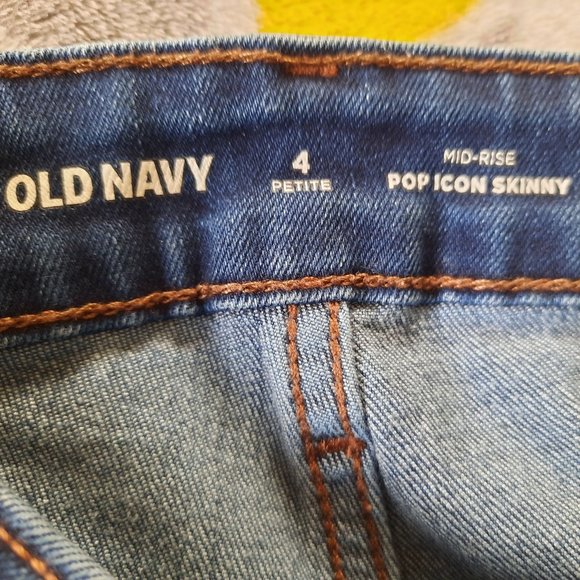 OLD NAVY
4
PETITE
MID-RISE
POP ICON SKINNY